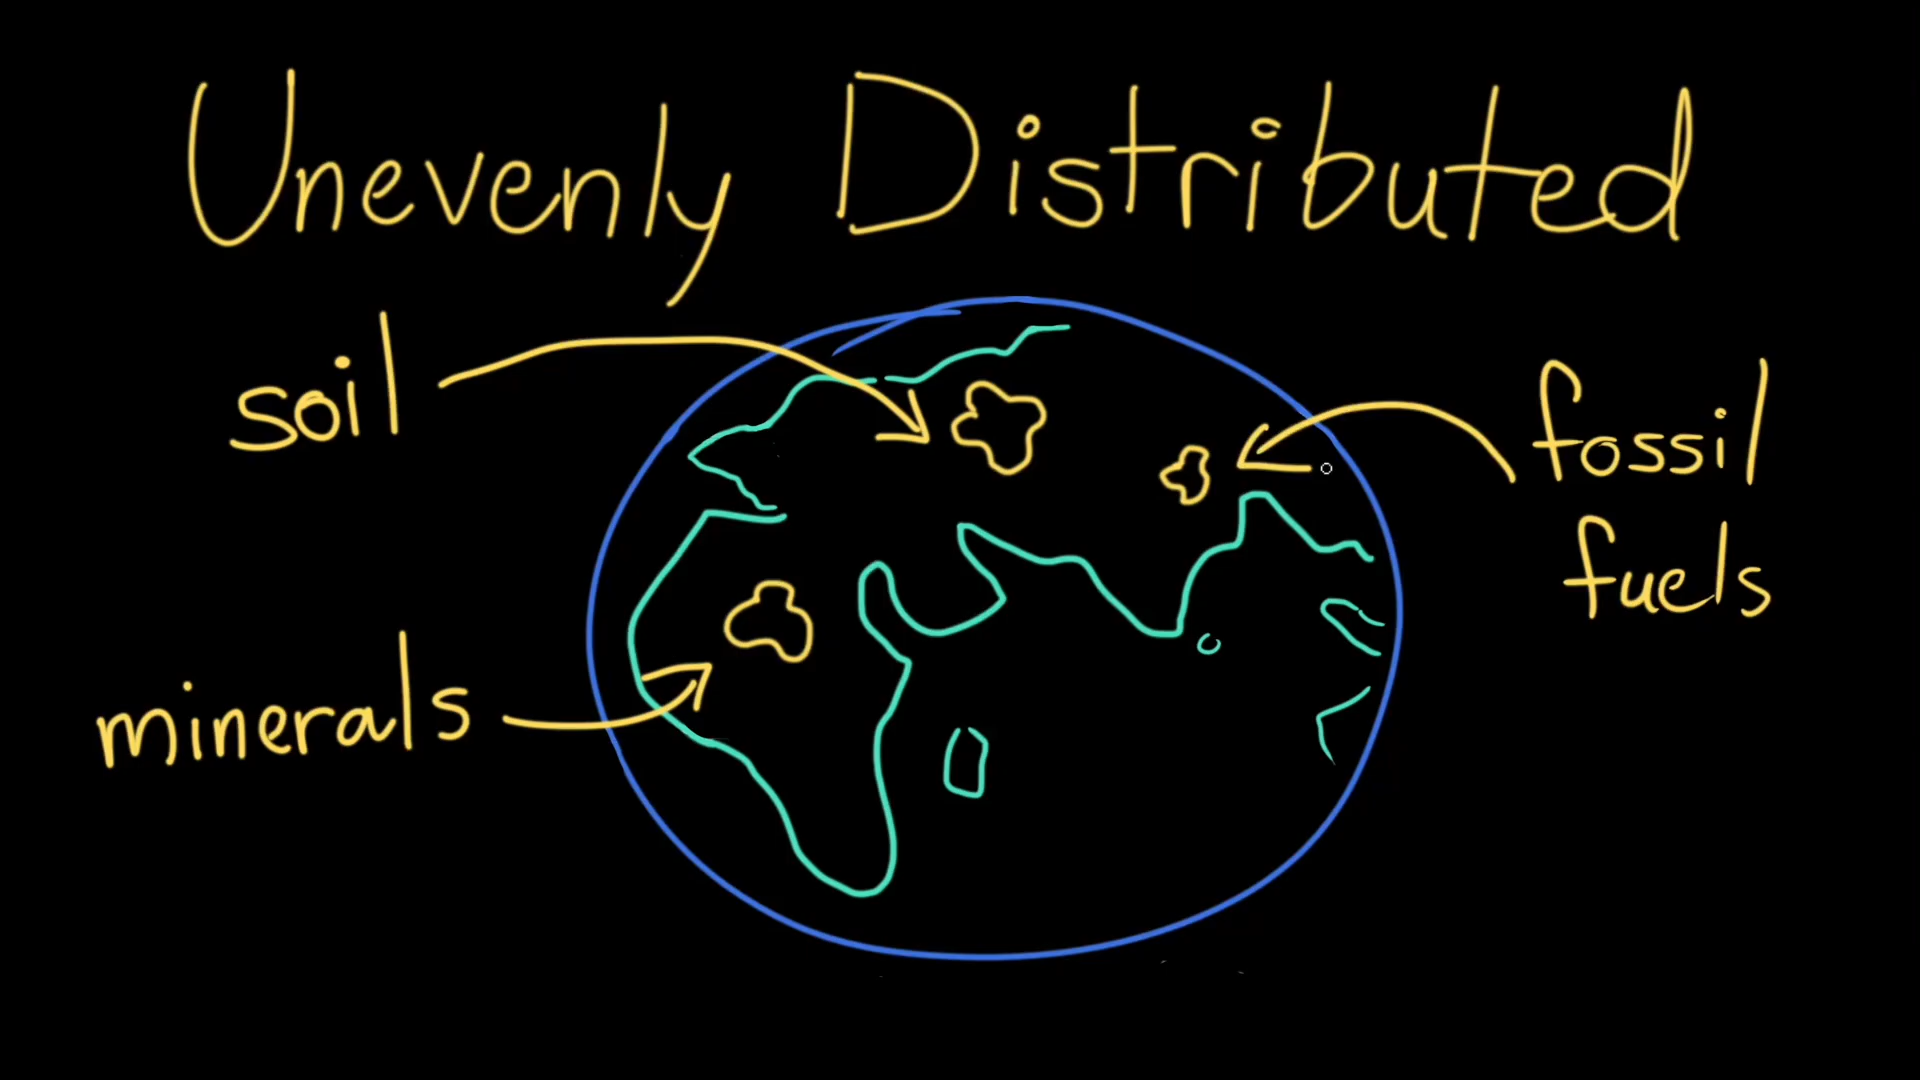 Unevenly Distributed
soil
fossil
fuels
minerals